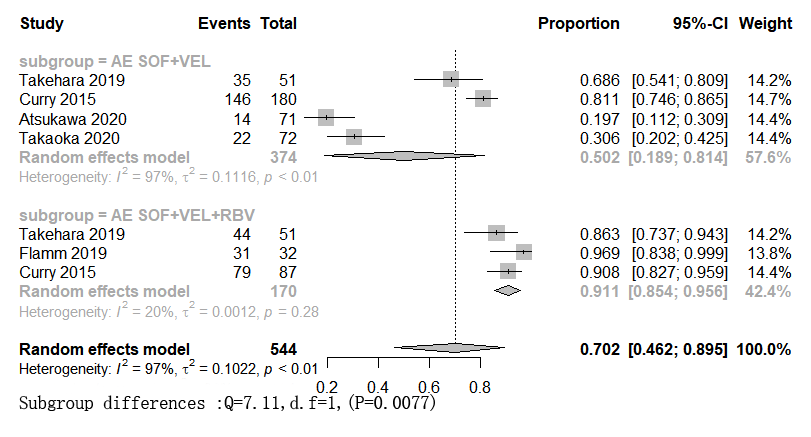 Study Events Total Proportion 95%-CI Weight
subgroup = AE SOF+VEL
Takehara 2019 35 51 0.686 [0.541; 0.809] 14.2%
Curry 2015 146 180 0.811 [0.746; 0.865] 14.7%
Atsukawa 2020 14 71 0.197 [0.112; 0.309] 14.4%
Takaoka 2020 22 72 0.306 [0.202; 0.425] 14.4%
Random effects model 374 0.502 [0.189; 0.814] 57.6%
Heterogeneity: I² = 97%, τ² = 0.1116, p < 0.01
subgroup = AE SOF+VEL+RBV
Takehara 2019 44 51 0.863 [0.737; 0.943] 14.2%
Flamm 2019 31 32 0.969 [0.838; 0.999] 13.8%
Curry 2015 79 87 0.908 [0.827; 0.959] 14.4%
Random effects model 170 0.911 [0.854; 0.956] 42.4%
Heterogeneity: I² = 20%, τ² = 0.0012, p = 0.28
Random effects model 544 0.702 [0.462; 0.895] 100.0%
Heterogeneity: I² = 97%, τ² = 0.1022, p < 0.01
0.2 0.4 0.6 0.8
Subgroup differences :Q=7.11,d.f=1,(P=0.0077)